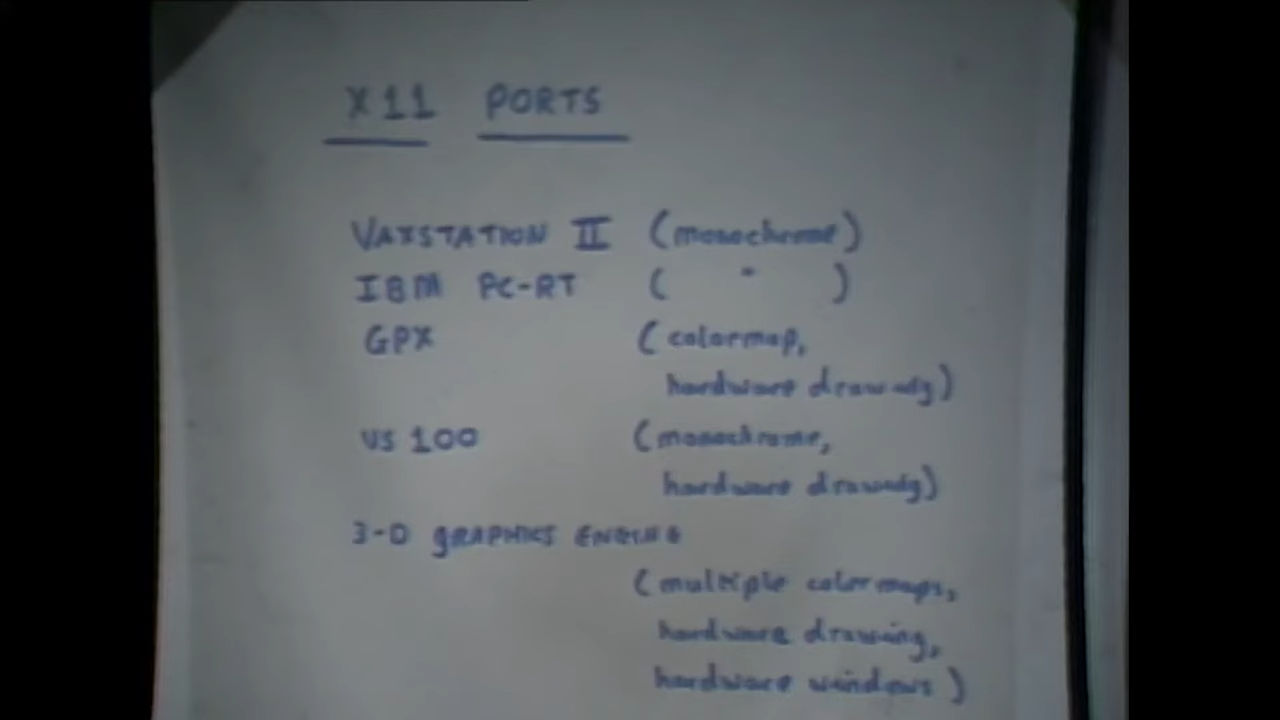 X11 PORTS
VAXSTATION II (monochrome)
IBM PC-RT ( " )
GPX (colormap,
hardware drawing)
VS 100 (monochrome,
hardware drawing)
3-D GRAPHICS ENGINE
(multiple colormaps,
hardware drawing,
hardware windows)